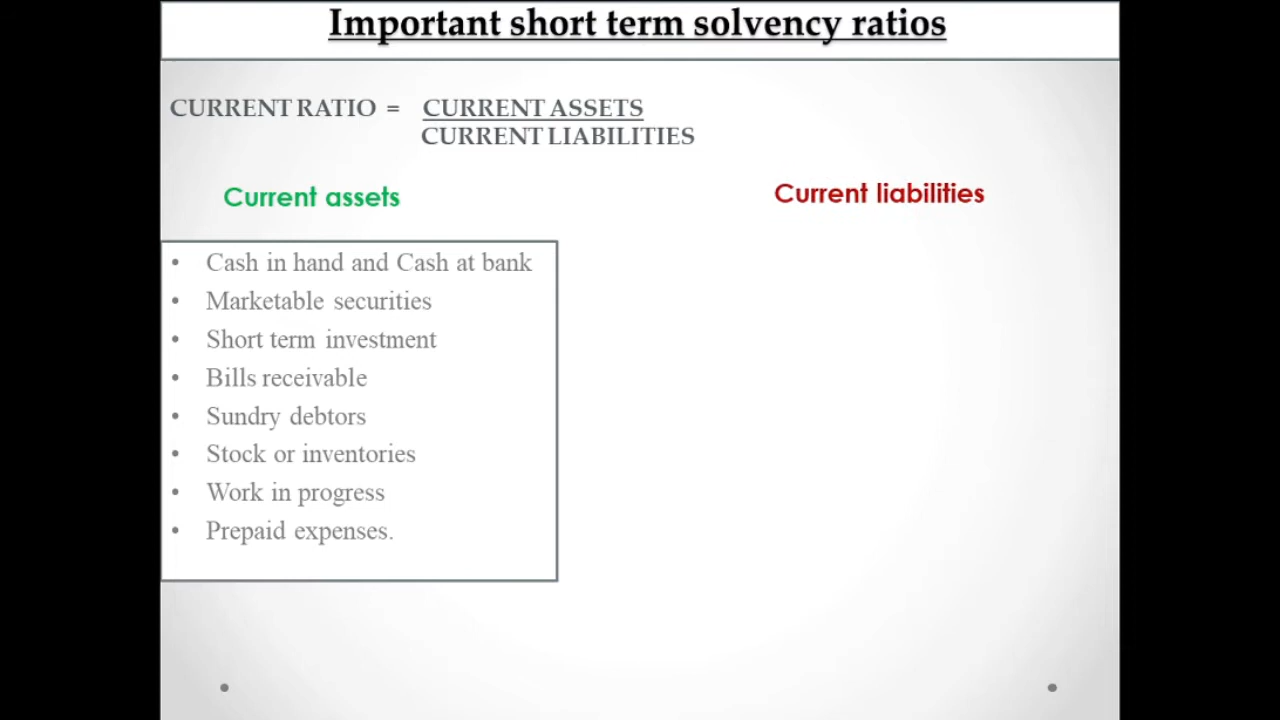 Important short term solvency ratios
CURRENT RATIO = CURRENT ASSETS
CURRENT LIABILITIES
Current assets
Current liabilities
• Cash in hand and Cash at bank
• Marketable securities
• Short term investment
• Bills receivable
• Sundry debtors
• Stock or inventories
• Work in progress
• Prepaid expenses.